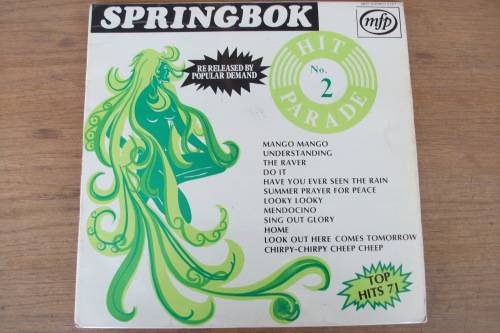 SPRINGBOK
mfp
HIT PARADE
No. 2
RE-RELEASED BY
POPULAR DEMAND
MANGO MANGO
UNDERSTANDING
THE RAVER
DO IT
HAVE YOU EVER SEEN THE RAIN
SUMMER PRAYER FOR PEACE
LOOKY LOOKY
MENDOCINO
SING OUT GLORY
HOME
LOOK OUT HERE COMES TOMORROW
CHIRPY-CHIRPY CHEEP CHEEP
TOP
HITS 71